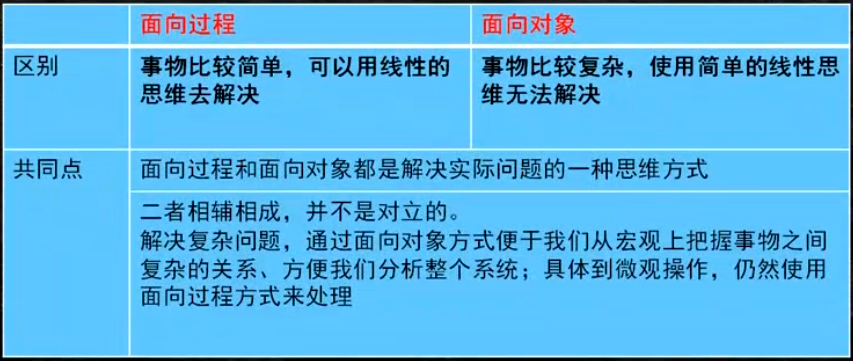 面向过程
面向对象
区别
事物比较简单，可以用线性的
思维去解决
事物比较复杂，使用简单的线性思
维无法解决
共同点
面向过程和面向对象都是解决实际问题的一种思维方式
二者相辅相成，并不是对立的。
解决复杂问题，通过面向对象方式便于我们从宏观上把握事物之间
复杂的关系、方便我们分析整个系统；具体到微观操作，仍然使用
面向过程方式来处理